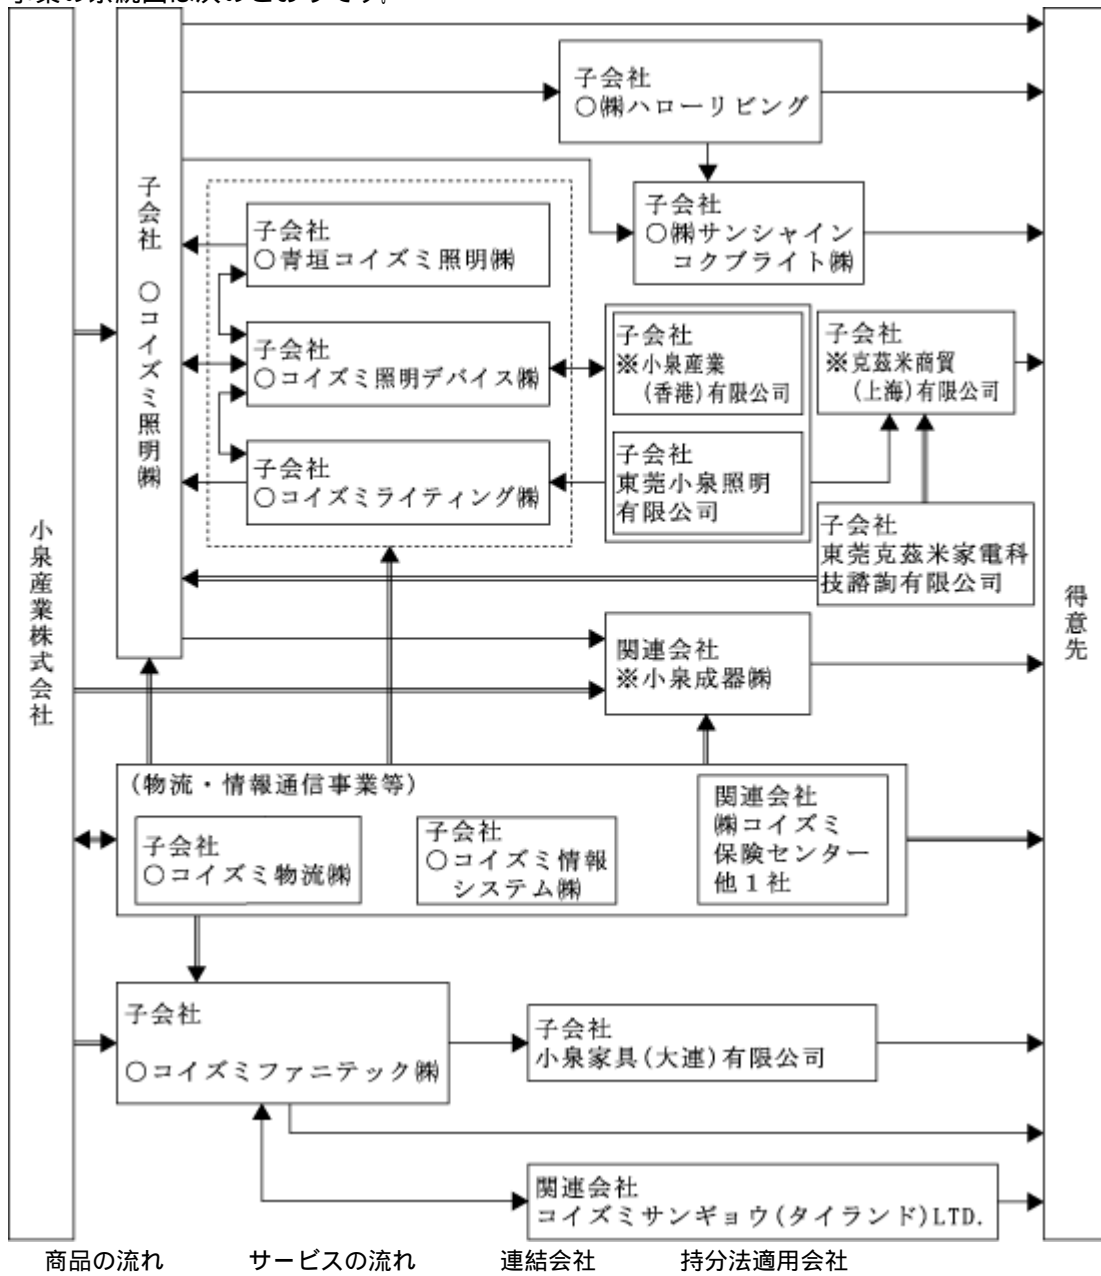 事業の系統図は次のとおりです。
子会社
○㈱ハローリビング
子会社 ○コイズミ照明㈱
子会社
○㈱サンシャイン
コクブライト㈱
子会社
○青垣コイズミ照明㈱
子会社
○コイズミ照明デバイス㈱
子会社
※小泉産業
(香港)有限公司
子会社
※克茲米商貿
(上海)有限公司
子会社
○コイズミライティング㈱
子会社
東莞小泉照明
有限公司
子会社
東莞克茲米家電科
技諮詢有限公司
小泉産業株式会社
得意先
関連会社
※小泉成器㈱
(物流・情報通信事業等)
子会社
○コイズミ物流㈱
子会社
○コイズミ情報
システム㈱
関連会社
㈱コイズミ
保険センター
他1社
子会社
○コイズミファニテック㈱
子会社
小泉家具(大連)有限公司
関連会社
コイズミサンギョウ(タイランド)LTD.
商品の流れ サービスの流れ 連結会社 持分法適用会社